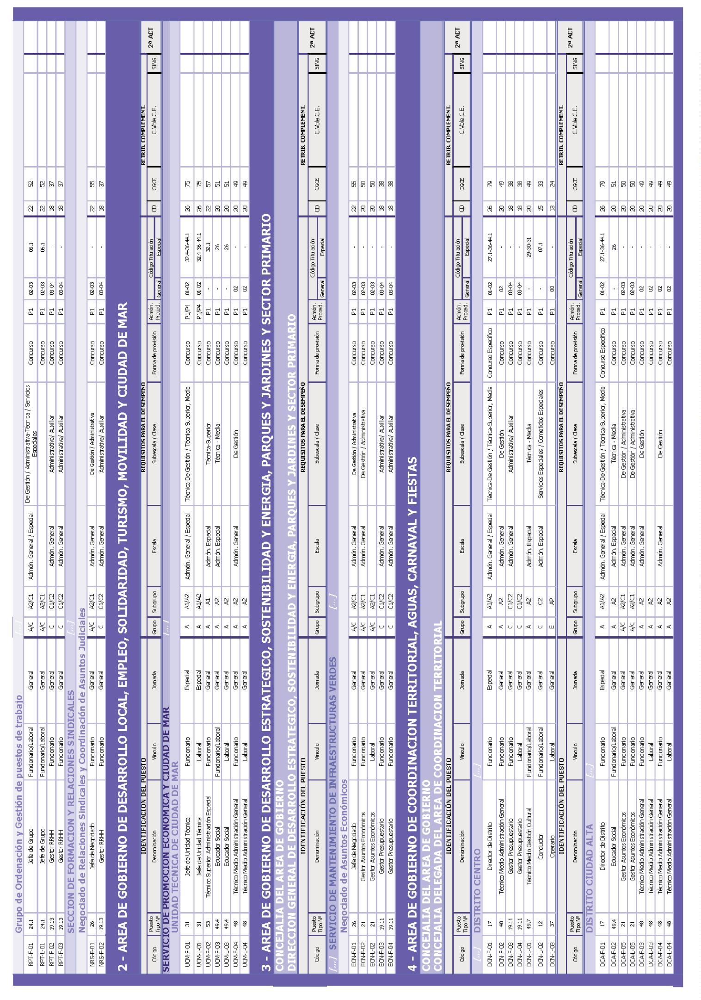 Grupo de Ordenación y Gestión de puestos de trabajo [...]
RPT-F-01 24.1 Jefe de Grupo Funcionario/Laboral General A/C A2/C1 Admón. General / Especial De Gestión / Administrativa-Técnica / Servicios Especiales Concurso P1 02-03 06.1 22 52
RPT-L-01 24.1 Jefe de Grupo Funcionario/Laboral General A/C A2/C1 Concurso P1 02-03 06.1 22 52
RPT-F-02 19.13 Gestor RRHH Funcionario General C C1/C2 Admón. General Administrativa/ Auxiliar Concurso P1 03-04 - 18 37
RPT-F-03 19.13 Gestor RRHH Funcionario General C C1/C2 Admón. General Administrativa/ Auxiliar Concurso P1 03-04 - 18 37
SECCION DE FORMACION Y RELACIONES SINDICALES [...]
Negociado de Relaciones Sindicales y Coordinación de Asuntos Judiciales
NRS-F-01 26 Jefe de Negociado Funcionario General A/C A2/C1 Admón. General De Gestión / Administrativa Concurso P1 02-03 - 22 55
NRS-F-02 19.13 Gestor RRHH Funcionario General C C1/C2 Admón. General Administrativa/ Auxiliar Concurso P1 03-04 - 18 37
2 - AREA DE GOBIERNO DE DESARROLLO LOCAL, EMPLEO, SOLIDARIDAD, TURISMO, MOVILIDAD Y CIUDAD DE MAR
IDENTIFICACIÓN DEL PUESTO REQUISITOS PARA EL DESEMPEÑO RETRIB. COMPLEMENT.
Código Puesto Tipo Nº Denominación Vínculo Jornada Grupo Subgrupo Escala Subescala / Clase Forma de provisión Admón. Proced. Código Titulación General Especial CD CGCE C.Vble.C.E. SING 2ª ACT
SERVICIO DE PROMOCION ECONOMICA Y CIUDAD DE MAR
UNIDAD TECNICA DE CIUDAD DE MAR [...]
UCM-F-01 31 Jefe de Unidad Técnica Funcionario Especial A A1/A2 Admón. General / Especial Técnica-De Gestión / Técnica-Superior, Media Concurso P1/P4 01-02 32.4-36-44.1 26 75
UCM-L-01 31 Jefe de Unidad Técnica Laboral Especial A A1/A2 Concurso P1/P4 01-02 32.4-36-44.1 26 75
UCM-F-02 53 Técnico Superior Administración Especial Funcionario General A A1 Admón. Especial Técnica-Superior Concurso P1 - 32.1 22 57
UCM-F-03 49.4 Educador Social Funcionario/Laboral General A A2 Admón. Especial Técnica - Media Concurso P1 - 26 20 51
UCM-L-03 49.4 Educador Social Laboral General A A2 Concurso P1 - 26 20 51
UCM-F-04 48 Técnico Medio Administración General Funcionario General A A2 Admón. General De Gestión Concurso P1 02 - 20 49
UCM-L-04 48 Técnico Medio Administración General Laboral General A A2 Concurso P1 02 - 20 49
3 - AREA DE GOBIERNO DE DESARROLLO ESTRATEGICO, SOSTENIBILIDAD Y ENERGIA, PARQUES Y JARDINES Y SECTOR PRIMARIO
CONCEJALIA DEL AREA DE GOBIERNO
DIRECCION GENERAL DE DESARROLLO ESTRATEGICO, SOSTENIBILIDAD Y ENERGIA, PARQUES Y JARDINES Y SECTOR PRIMARIO
IDENTIFICACIÓN DEL PUESTO REQUISITOS PARA EL DESEMPEÑO RETRIB. COMPLEMENT.
Código Puesto Tipo Nº Denominación Vínculo Jornada Grupo Subgrupo Escala Subescala / Clase Forma de provisión Admón. Proced. Código Titulación General Especial CD CGCE C.Vble.C.E. SING 2ª ACT
[...] SERVICIO DE MANTENIMIENTO DE INFRAESTRUCTURAS VERDES [...]
Negociado de Asuntos Económicos
ECN-F-01 26 Jefe de Negociado Funcionario General A/C A2/C1 Admón. General De Gestión / Administrativa Concurso P1 02-03 - 22 55
ECN-F-02 21 Gestor Asuntos Económicos Funcionario General A/C A2/C1 Admón. General De Gestión / Administrativa Concurso P1 02-03 - 20 50
ECN-L-02 21 Gestor Asuntos Económicos Laboral General A/C A2/C1 Concurso P1 02-03 - 20 50
ECN-F-03 19.11 Gestor Presupuestario Funcionario General C C1/C2 Admón. General Administrativa/ Auxiliar Concurso P1 03-04 - 18 38
ECN-F-04 19.11 Gestor Presupuestario Funcionario General C C1/C2 Admón. General Administrativa/ Auxiliar Concurso P1 03-04 - 18 38
4 - AREA DE GOBIERNO DE COORDINACION TERRITORIAL, AGUAS, CARNAVAL Y FIESTAS
CONCEJALIA DEL AREA DE GOBIERNO
CONCEJALIA DELEGADA DEL AREA DE COORDINACION TERRITORIAL
IDENTIFICACIÓN DEL PUESTO REQUISITOS PARA EL DESEMPEÑO RETRIB. COMPLEMENT.
Código Puesto Tipo Nº Denominación Vínculo Jornada Grupo Subgrupo Escala Subescala / Clase Forma de provisión Admón. Proced. Código Titulación General Especial CD CGCE C.Vble.C.E. SING 2ª ACT
[...] DISTRITO CENTRO [...]
DCN-F-01 17 Director de Distrito Funcionario Especial A A1/A2 Admón. General / Especial Técnica-De Gestión / Técnica-Superior, Media Concurso Específico P1 01-02 27.1-36-44.1 26 79
DCN-F-02 48 Técnico Medio Administración General Funcionario General A A2 Admón. General De Gestión Concurso P1 02 - 20 49
DCN-F-03 19.11 Gestor Presupuestario Funcionario General C C1/C2 Admón. General Administrativa/ Auxiliar Concurso P1 03-04 - 18 38
DCN-L-04 19.11 Gestor Presupuestario Laboral General C C1/C2 Concurso P1 03-04 - 18 38
DCN-L-01 49.7 Técnico Medio Gestión Cultural Funcionario/Laboral General A A2 Admón. Especial Técnica - Media Concurso P1 - 29-30-31 20 49
DCN-L-02 12 Conductor Funcionario/Laboral General C C2 Admón. Especial Servicios Especiales / Cometidos Especiales Concurso P1 - 07.1 15 33
DCN-L-03 37 Operario Laboral General E AP Concurso P1 00 - 13 24
IDENTIFICACIÓN DEL PUESTO REQUISITOS PARA EL DESEMPEÑO RETRIB. COMPLEMENT.
Código Puesto Tipo Nº Denominación Vínculo Jornada Grupo Subgrupo Escala Subescala / Clase Forma de provisión Admón. Proced. Código Titulación General Especial CD CGCE C.Vble.C.E. SING 2ª ACT
DISTRITO CIUDAD ALTA [...]
DCA-F-01 17 Director de Distrito Funcionario Especial A A1/A2 Admón. General / Especial Técnica-De Gestión / Técnica-Superior, Media Concurso Específico P1 01-02 27.1-36-44.1 26 79
DCA-F-02 49.4 Educador Social Funcionario/Laboral General A A2 Admón. Especial Técnica - Media Concurso P1 - 26 20 51
DCA-F-05 21 Gestor Asuntos Económicos Funcionario General A/C A2/C1 Admón. General De Gestión / Administrativa Concurso P1 02-03 - 20 50
DCA-L-05 21 Gestor Asuntos Económicos Funcionario General A/C A2/C1 Admón. General De Gestión / Administrativa Concurso P1 02-03 - 20 50
DCA-F-03 48 Técnico Medio Administración General Funcionario General A A2 Admón. General De Gestión Concurso P1 02 - 20 49
DCA-L-03 48 Técnico Medio Administración General Laboral General A A2 Concurso P1 02 - 20 49
DCA-F-04 48 Técnico Medio Administración General Funcionario General A A2 Admón. General De Gestión Concurso P1 02 - 20 49
DCA-L-04 48 Técnico Medio Administración General Laboral General A A2 Concurso P1 02 - 20 49